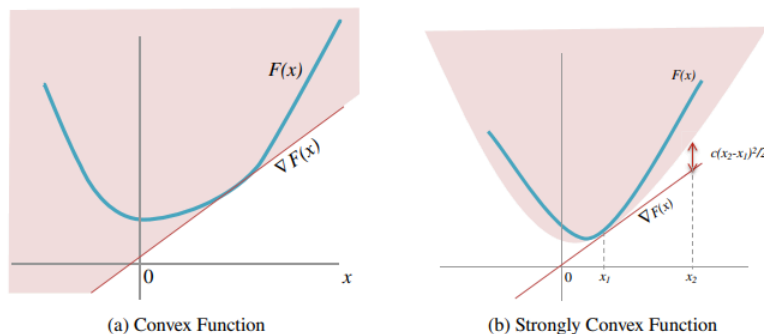 F(x)
∇F(x)
0
x
(a) Convex Function
F(x)
c(x₂-x₁)²/2
∇F(x)
0
x₁
x₂
(b) Strongly Convex Function